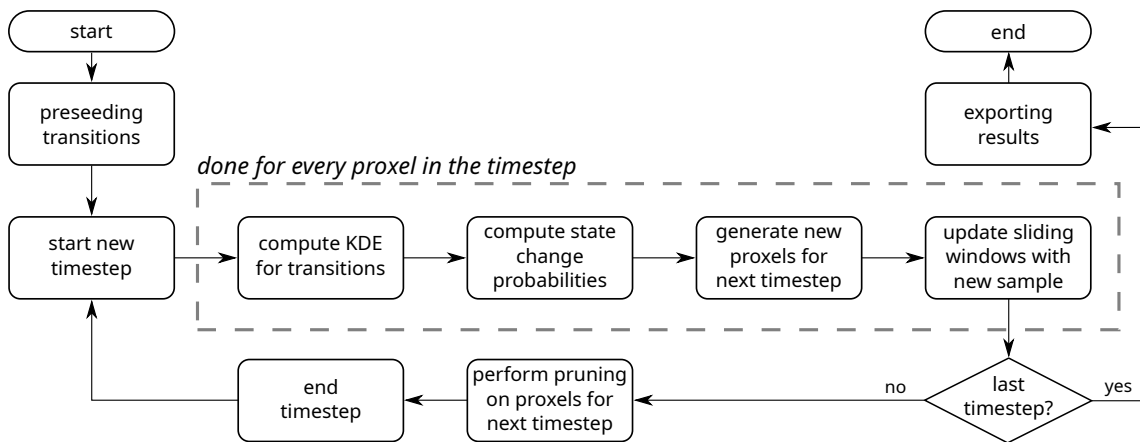 start
preseeding
transitions
end
exporting
results
done for every proxel in the timestep
start new
timestep
compute KDE
for transitions
compute state
change
probabilities
generate new
proxels for
next timestep
update sliding
windows with
new sample
end
timestep
perform pruning
on proxels for
next timestep
no
last
timestep?
yes